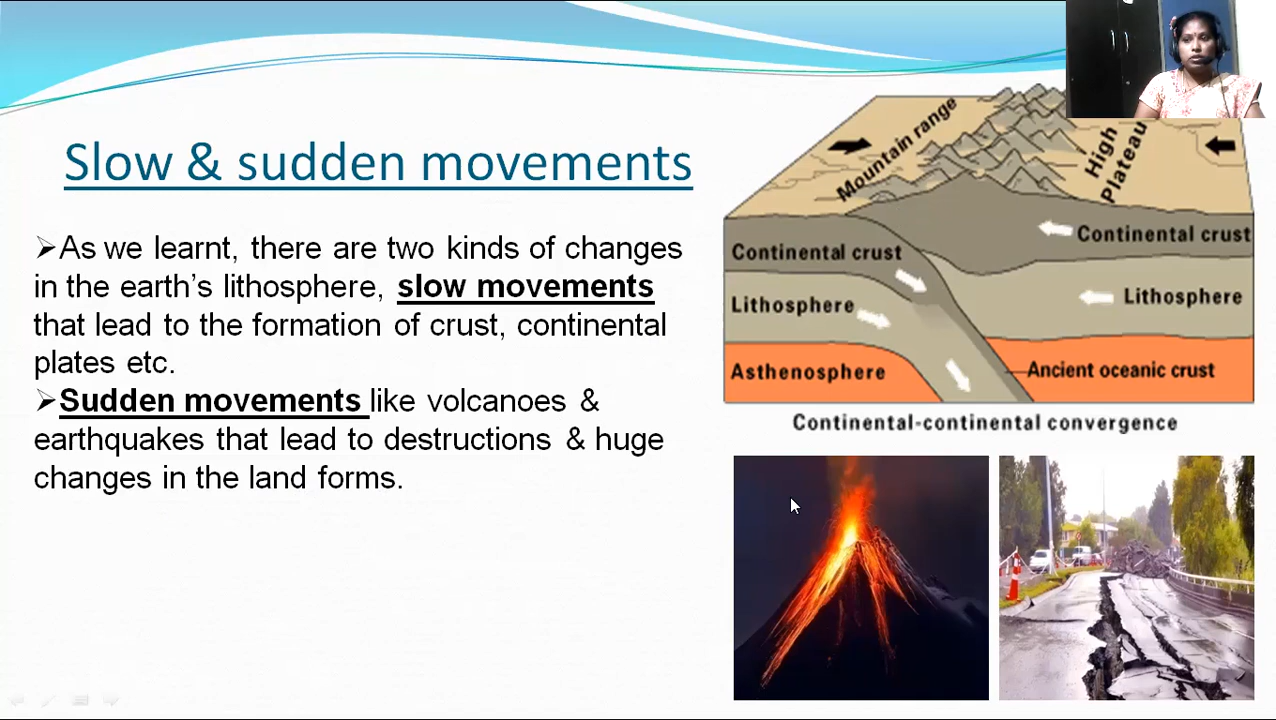 Slow & sudden movements
➢As we learnt, there are two kinds of changes
in the earth's lithosphere, slow movements
that lead to the formation of crust, continental
plates etc.
➢Sudden movements like volcanoes &
earthquakes that lead to destructions & huge
changes in the land forms.
Mountain range
High
Plateau
Continental crust
Continental crust
Lithosphere
Lithosphere
Asthenosphere
Ancient oceanic crust
Continental-continental convergence